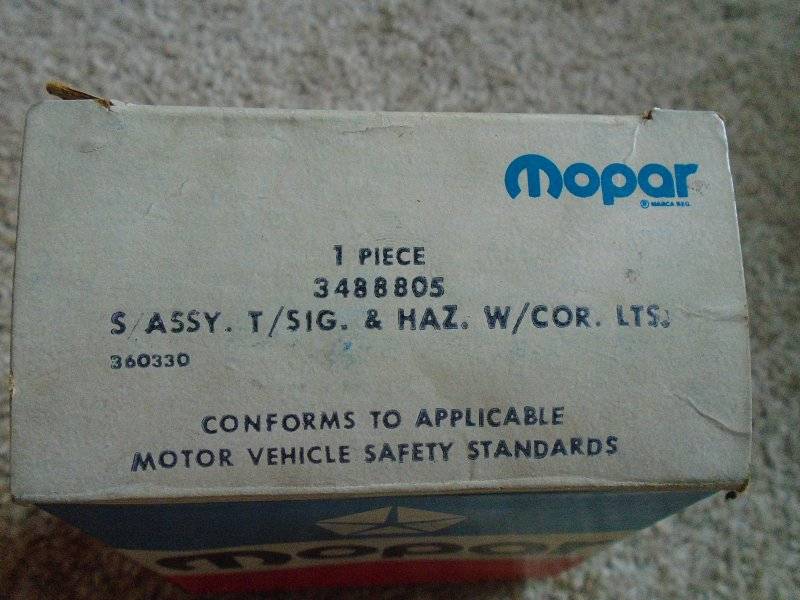 Mopar
® MARCA REG.
1 PIECE
3488805
S/ASSY. T/SIG. & HAZ. W/COR. LTS.
360330
CONFORMS TO APPLICABLE
MOTOR VEHICLE SAFETY STANDARDS
Mopar